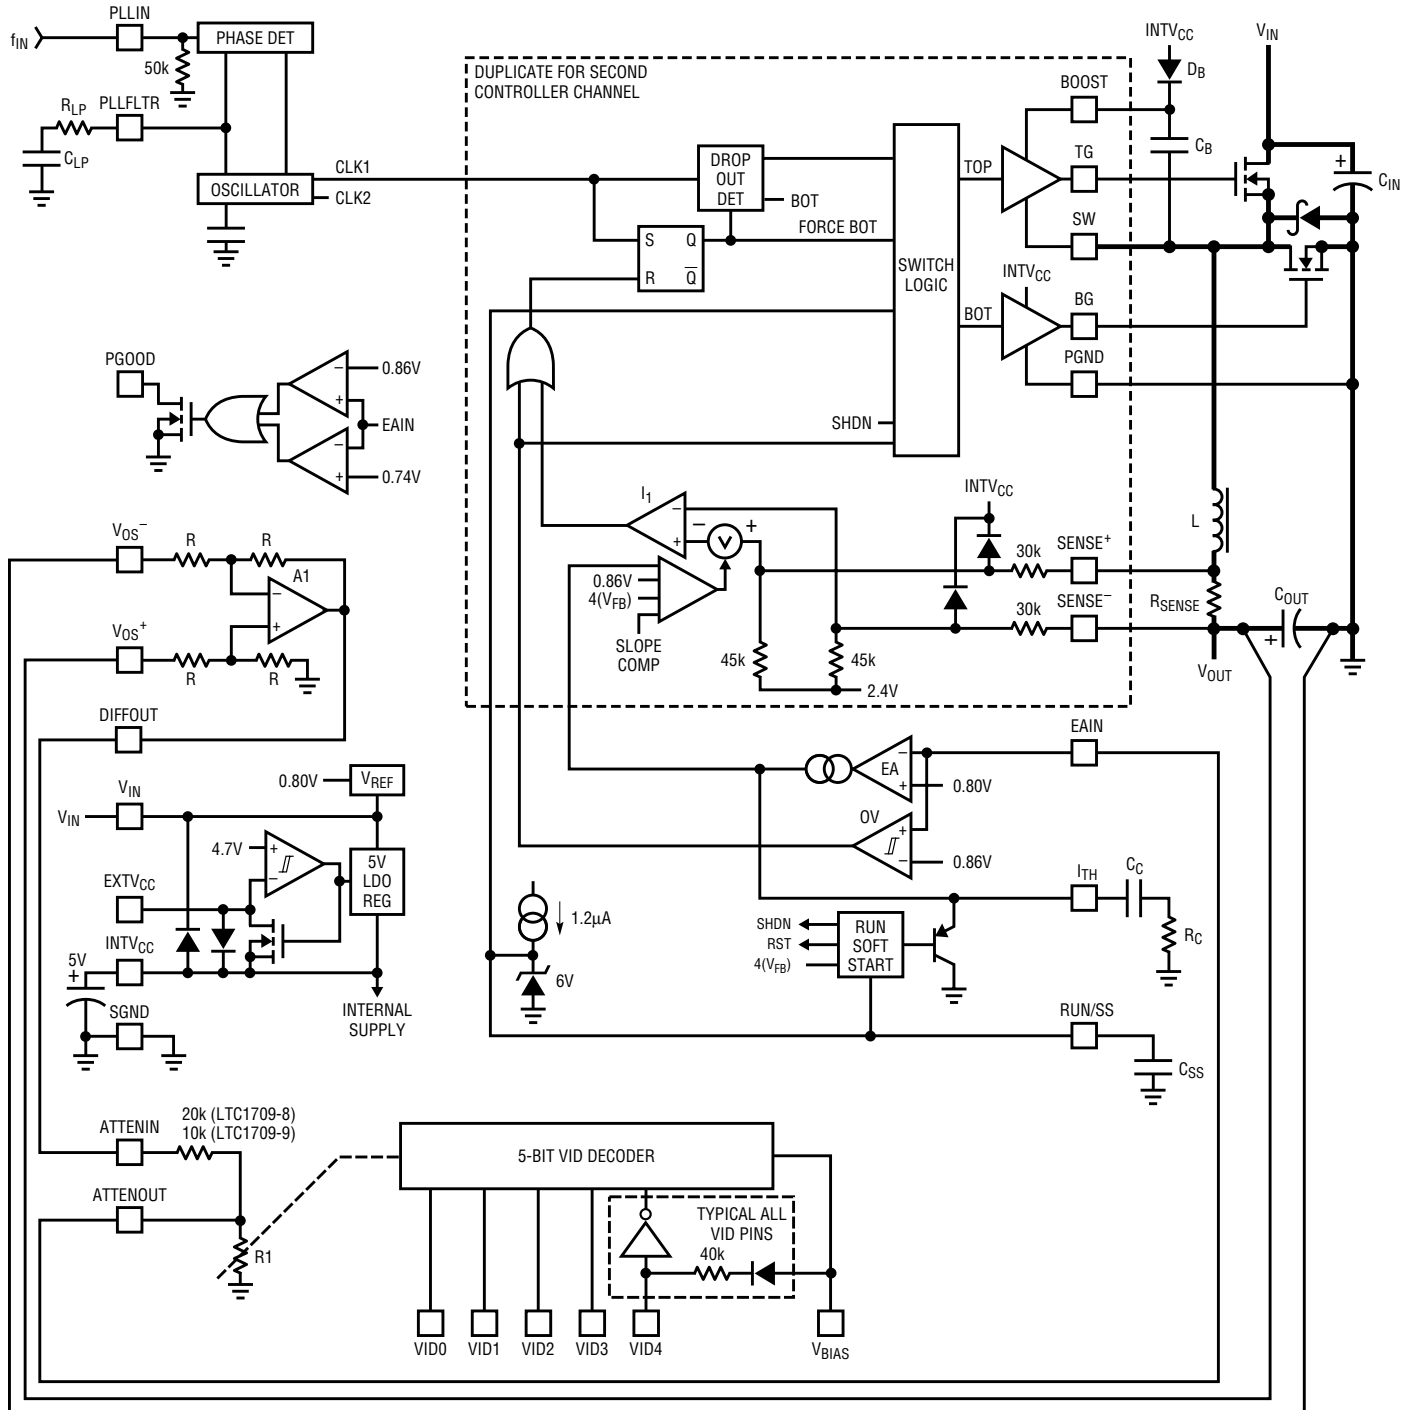 PLLIN
fIN
PHASE DET
50k
RLP
PLLFLTR
CLP
OSCILLATOR
CLK1
CLK2
DUPLICATE FOR SECOND
CONTROLLER CHANNEL
DROP
OUT
DET
BOT
S Q
R Q̅
FORCE BOT
SWITCH
LOGIC
SHDN
TOP
BOT
INTVCC
BOOST
TG
SW
BG
PGND
INTVCC
DB
CB
VIN
+
CIN
PGOOD
−
+
−
+
0.86V
EAIN
0.74V
I1
−
+
− V +
0.86V
4(VFB)
SLOPE
COMP
45k
45k
2.4V
INTVCC
30k
SENSE+
30k
SENSE−
L
RSENSE
COUT
+
VOUT
VOS−
R
R
A1
−
+
VOS+
R
R
DIFFOUT
EAIN
EA
−
+
0.80V
OV
+
−
0.86V
0.80V
VREF
VIN
VIN
4.7V
+
−
5V
LDO
REG
EXTVCC
INTVCC
5V
+
SGND
INTERNAL
SUPPLY
1.2µA
6V
SHDN
RST
4(VFB)
RUN
SOFT
START
ITH
CC
RC
RUN/SS
CSS
20k (LTC1709-8)
10k (LTC1709-9)
ATTENIN
ATTENOUT
R1
5-BIT VID DECODER
TYPICAL ALL
VID PINS
40k
VID0
VID1
VID2
VID3
VID4
VBIAS